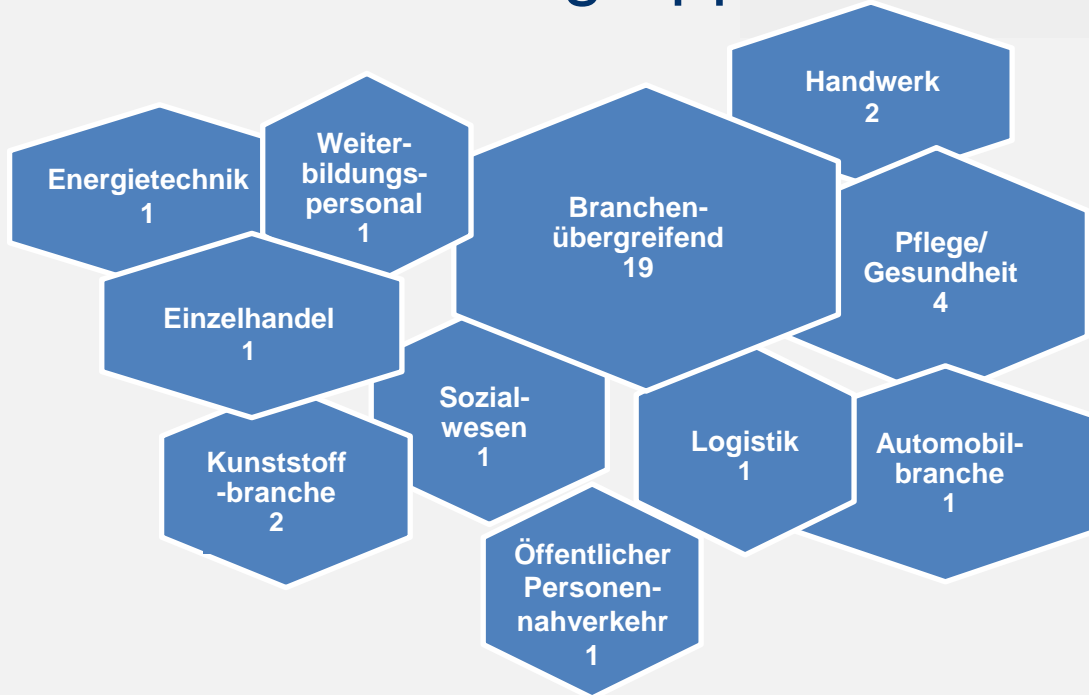 Handwerk
2
Weiter-
bildungs-
personal
1
Energietechnik
1
Branchen-
übergreifend
19
Pflege/
Gesundheit
4
Einzelhandel
1
Sozial-
wesen
1
Logistik
1
Automobil-
branche
1
Kunststoff
-branche
2
Öffentlicher
Personen-
nahverkehr
1